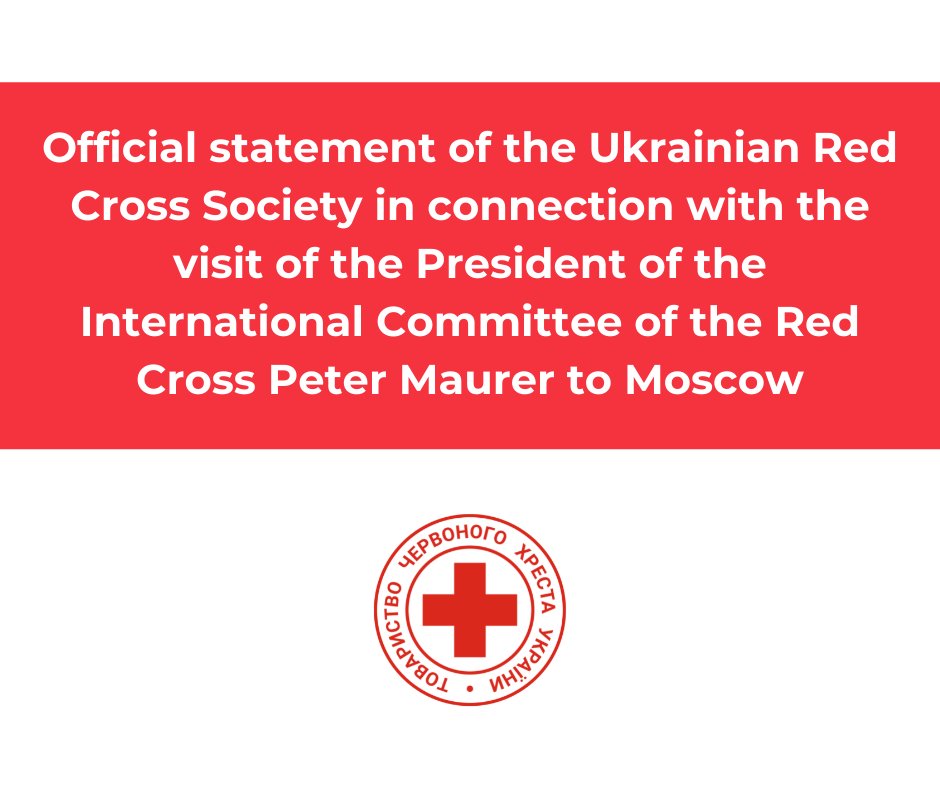 Official statement of the Ukrainian Red
Cross Society in connection with the
visit of the President of the
International Committee of the Red
Cross Peter Maurer to Moscow
ТОВАРИСТВО ЧЕРВОНОГО ХРЕСТА УКРАЇНИ •